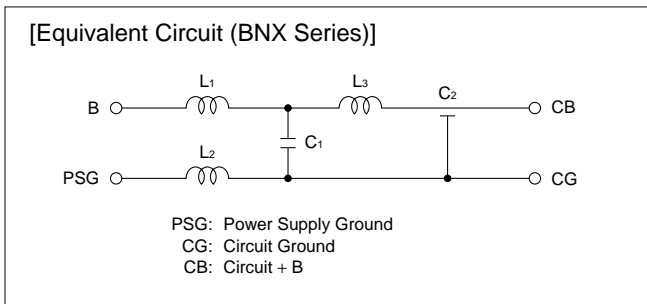 [Equivalent Circuit (BNX Series)]
L1 L3 C2
B CB
C1
L2
PSG CG
PSG: Power Supply Ground
CG: Circuit Ground
CB: Circuit + B